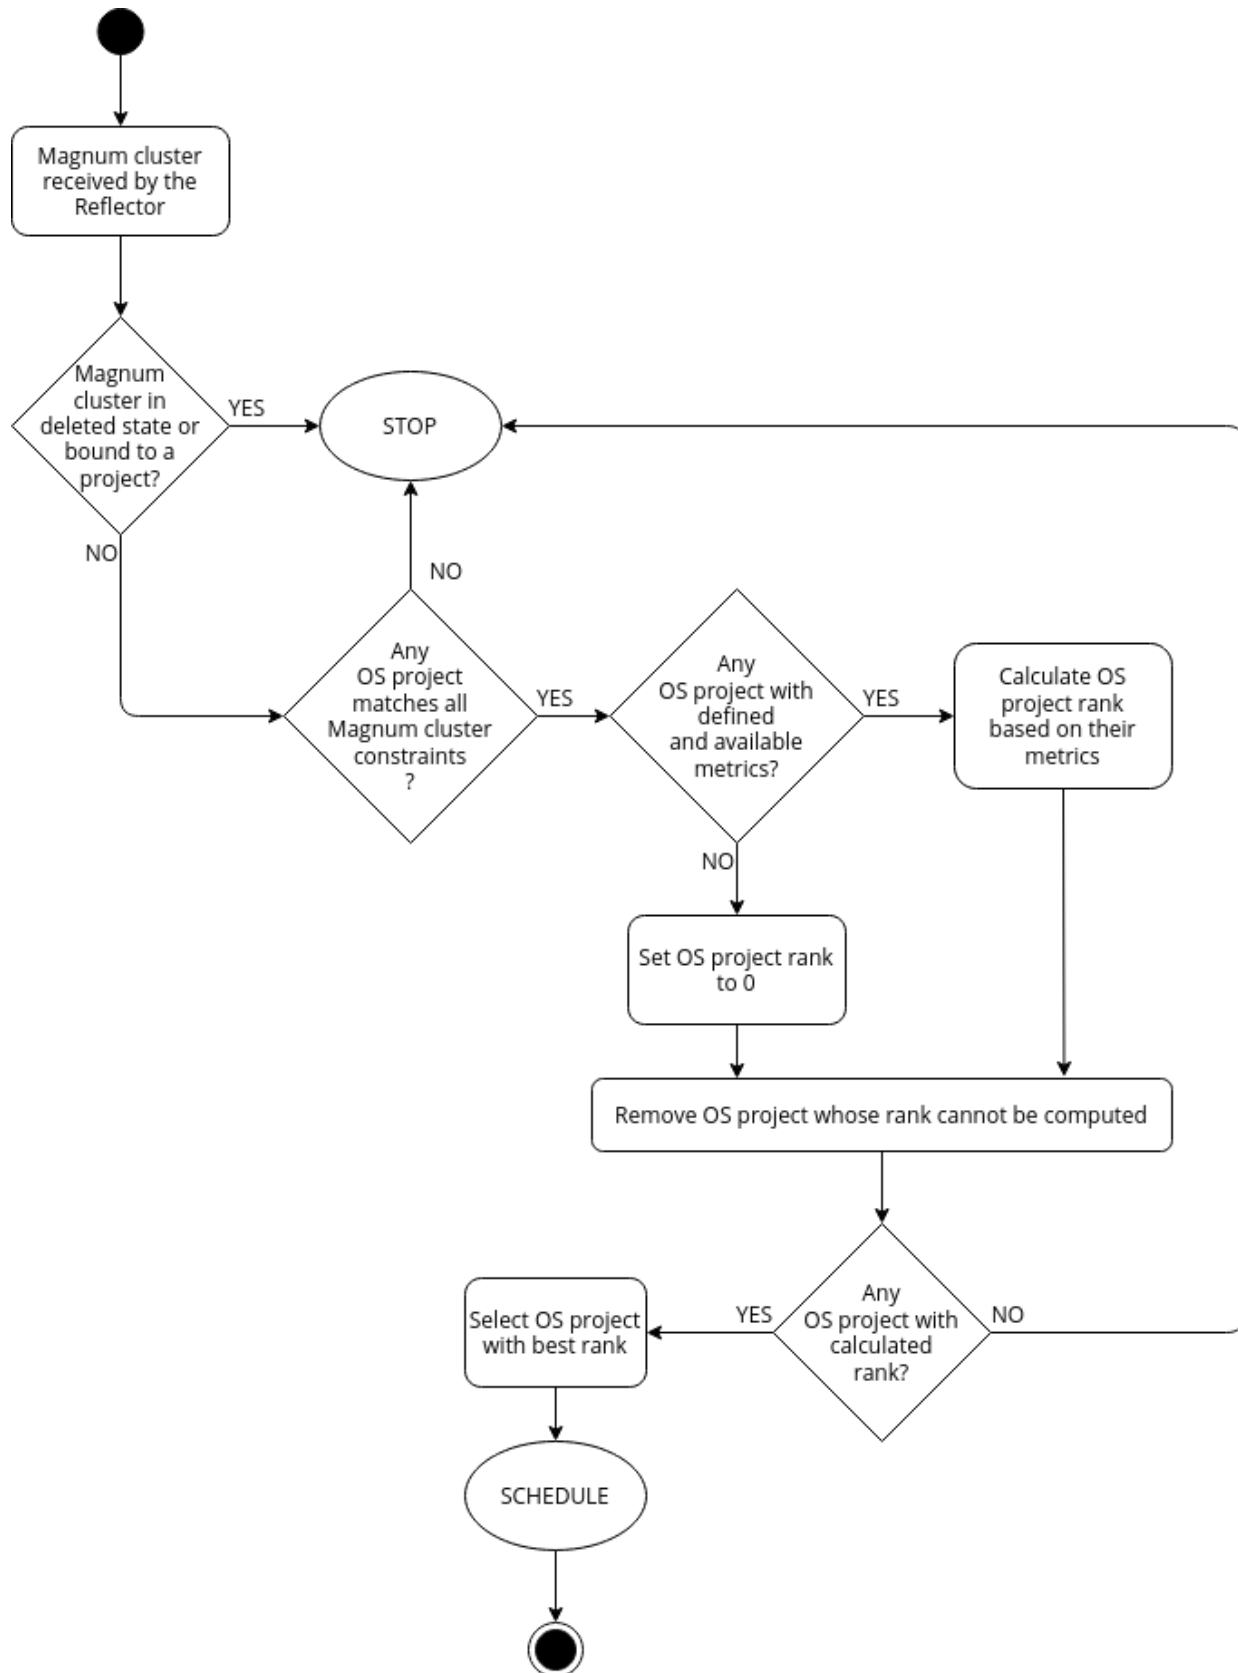 Magnum cluster
received by the
Reflector
Magnum
cluster in
deleted state or
bound to a
project?
YES
STOP
NO
NO
Any
OS project
matches all
Magnum cluster
constraints
?
YES
Any
OS project with
defined
and available
metrics?
YES
Calculate OS
project rank
based on their
metrics
NO
Set OS project rank
to 0
Remove OS project whose rank cannot be computed
Any
OS project with
calculated
rank?
YES
NO
Select OS project
with best rank
SCHEDULE